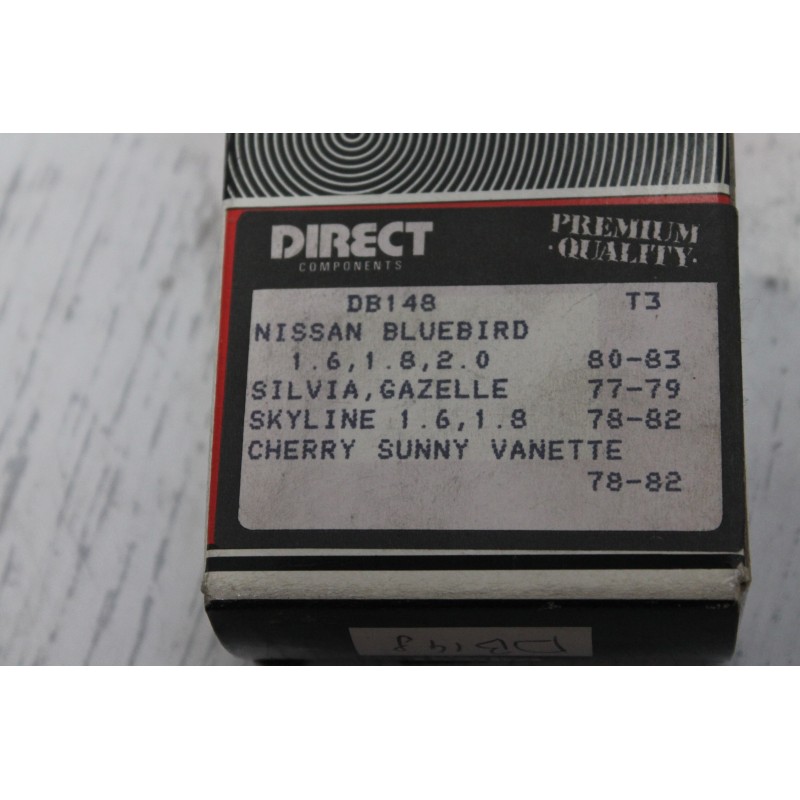 DIRECT
COMPONENTS
PREMIUM
·QUALITY·
DB148 T3
NISSAN BLUEBIRD
1.6,1.8,2.0 80-83
SILVIA,GAZELLE 77-79
SKYLINE 1.6,1.8 78-82
CHERRY SUNNY VANETTE
78-82
DB148